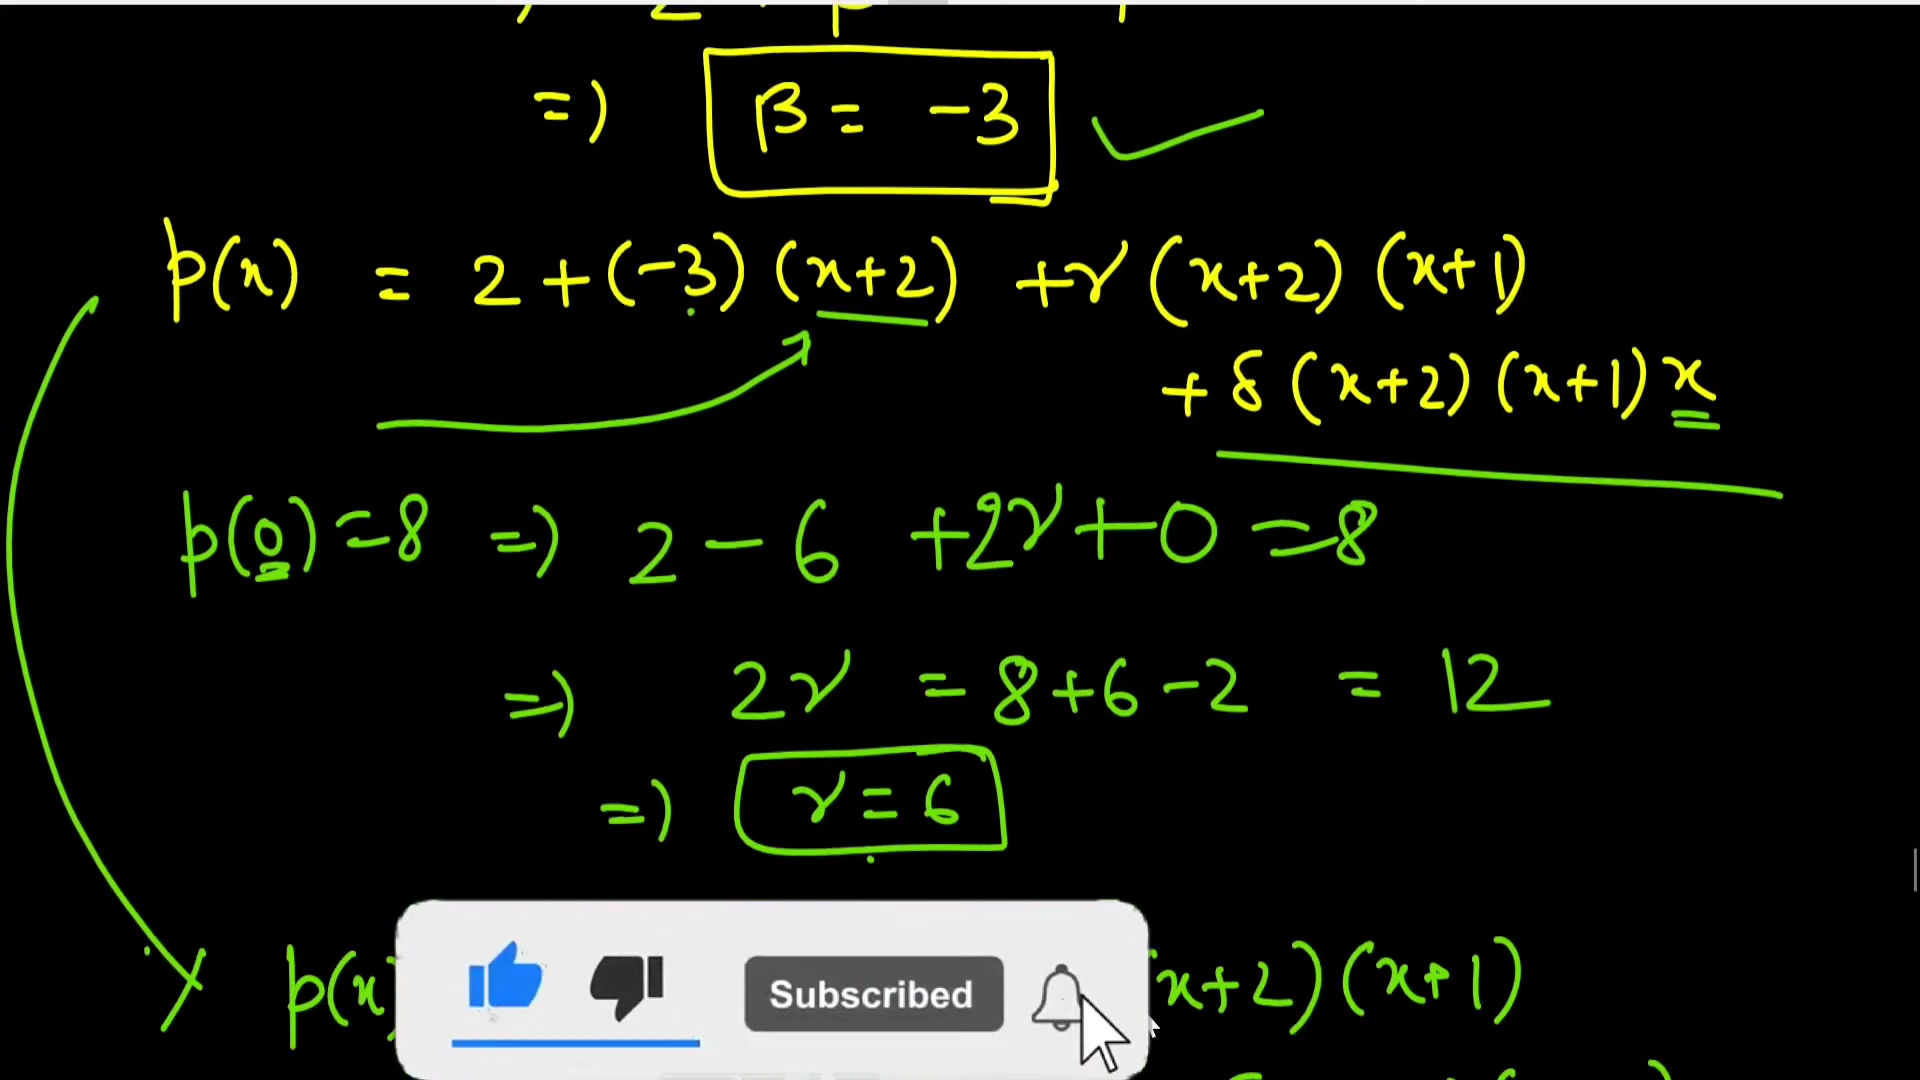 => β = -3
p(x) = 2 + (-3) (x+2) + γ (x+2) (x+1)
+ δ (x+2) (x+1) x
p(0) = 8 => 2 - 6 + 2γ + 0 = 8
=> 2γ = 8 + 6 - 2 = 12
=> γ = 6
p(x x+2) (x+1)
Subscribed